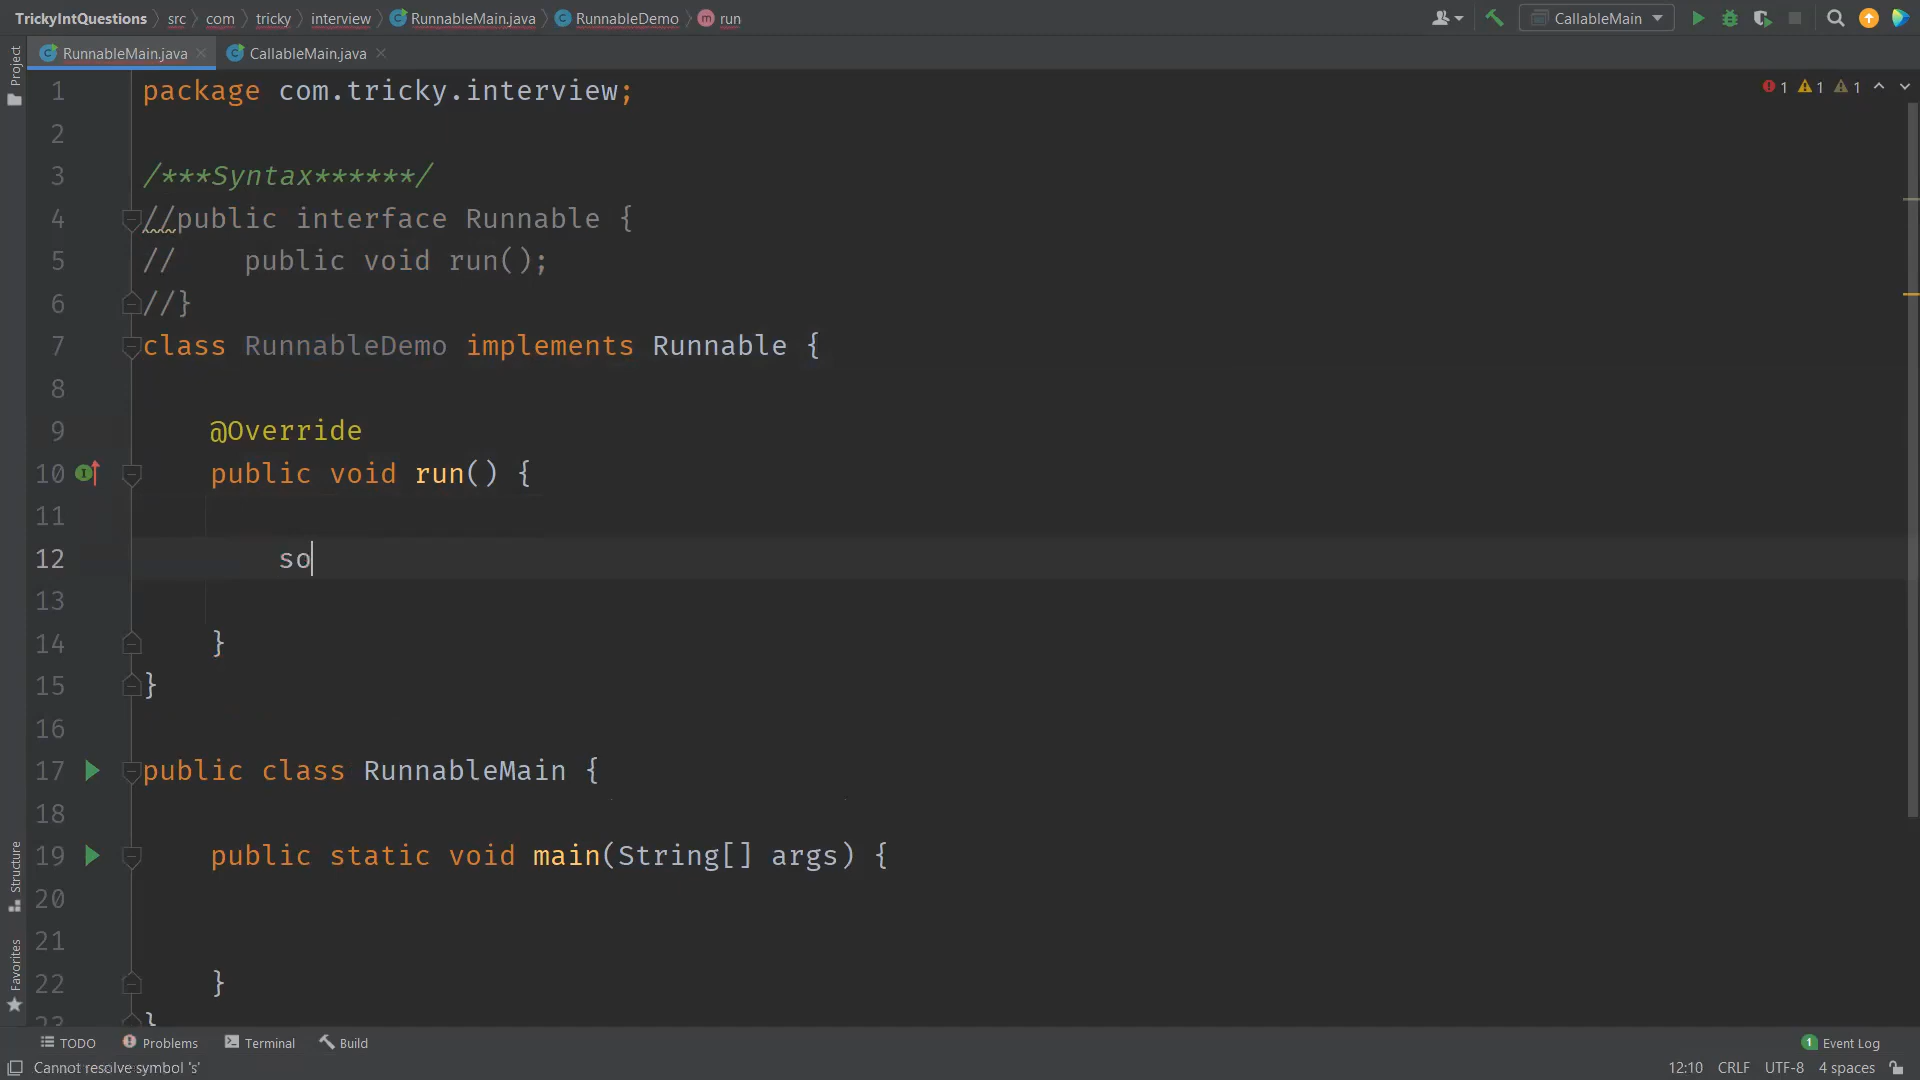 TrickyIntQuestions src com tricky interview RunnableMain.java RunnableDemo run CallableMain
RunnableMain.java CallableMain.java
Project
1 package com.tricky.interview; 1 1 1
2
3 /***Syntax******/
4 //public interface Runnable {
5 //    public void run();
6 //}
7 class RunnableDemo implements Runnable {
8
9 @Override
10 public void run() {
11
12 so
13
14 }
15 }
16
17 public class RunnableMain {
18
19 public static void main(String[] args) {
20
21
22 }
23 }
Structure
Favorites
TODO Problems Terminal Build 1 Event Log
Cannot resolve symbol 's' 12:10 CRLF UTF-8 4 spaces